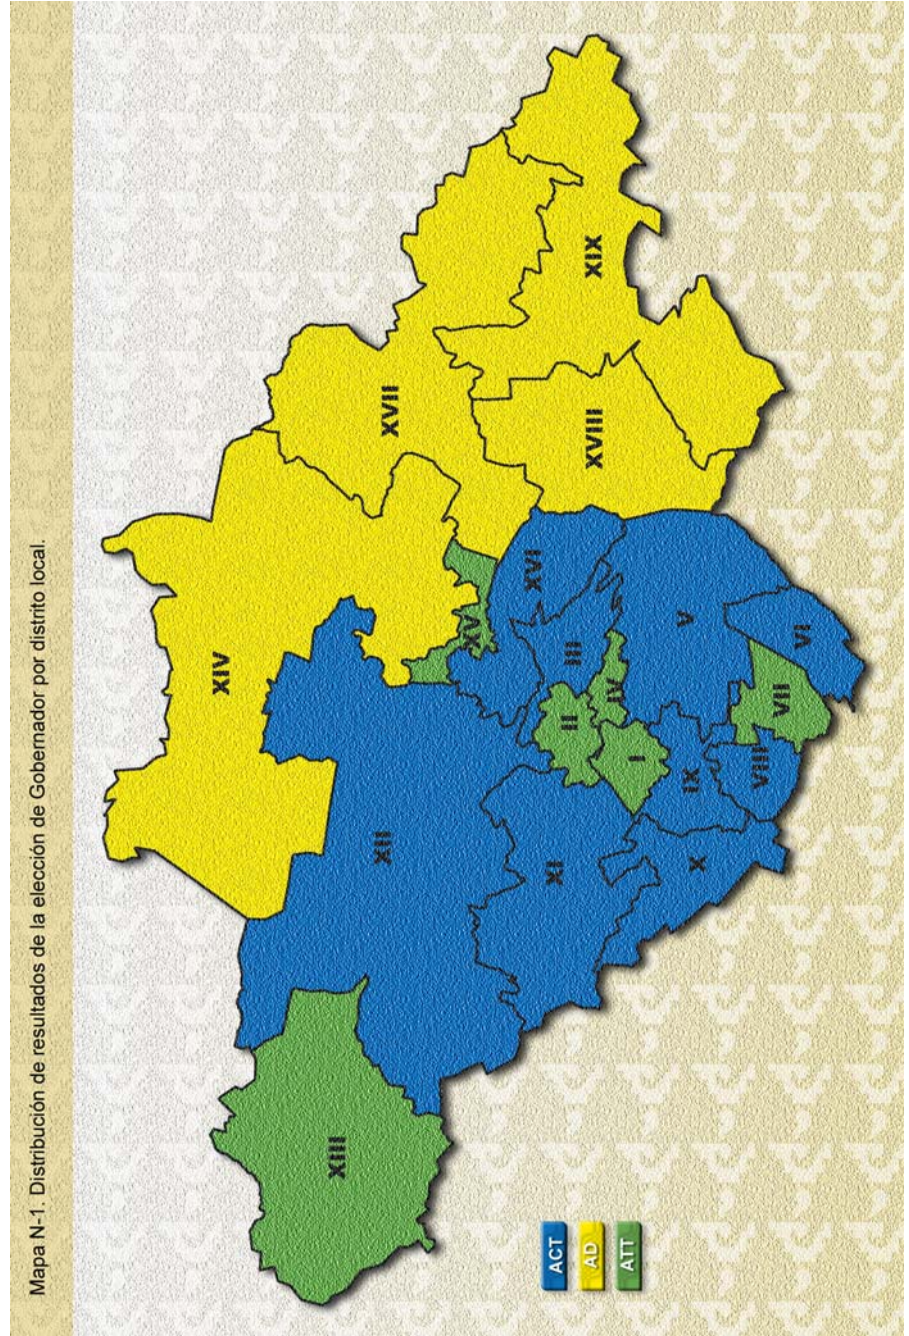 Mapa N-1. Distribución de resultados de la elección de Gobernador por distrito local.
XIV
XVII
XIII
XII
XV
XVI
XIX
XI
II
III
XVIII
I
IV
IX
V
X
VIII
VII
VI
ACT
AD
ATT